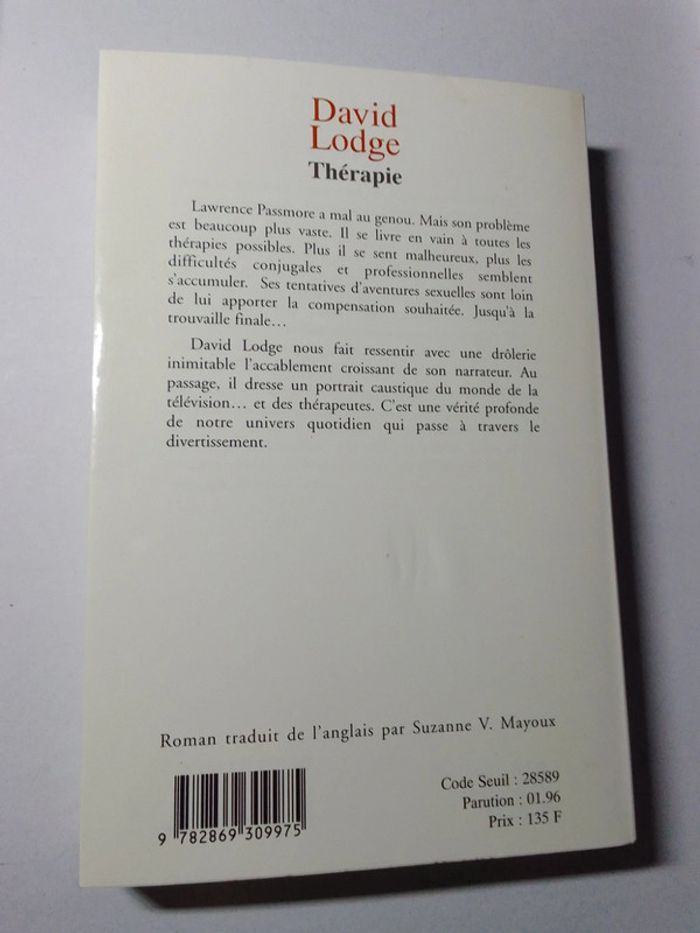 David
Lodge
Thérapie
Lawrence Passmore a mal au genou. Mais son problème
est beaucoup plus vaste. Il se livre en vain à toutes les
thérapies possibles. Plus il se sent malheureux, plus les
difficultés conjugales et professionnelles semblent
s'accumuler. Ses tentatives d'aventures sexuelles sont loin
de lui apporter la compensation souhaitée. Jusqu'à la
trouvaille finale…
David Lodge nous fait ressentir avec une drôlerie
inimitable l'accablement croissant de son narrateur. Au
passage, il dresse un portrait caustique du monde de la
télévision… et des thérapeutes. C'est une vérité profonde
de notre univers quotidien qui passe à travers le
divertissement.
Roman traduit de l'anglais par Suzanne V. Mayoux
Code Seuil : 28589
Parution : 01.96
Prix : 135 F
9 782869 309975